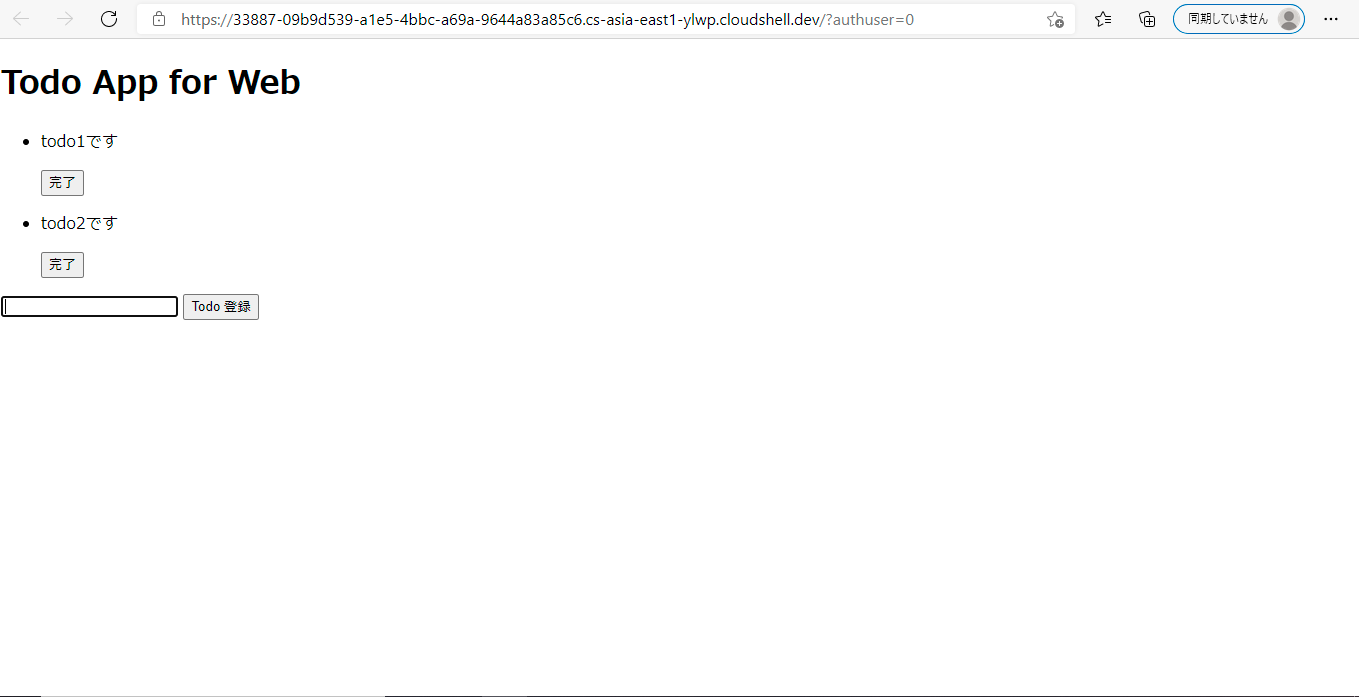 https://33887-09b9d539-a1e5-4bbc-a69a-9644a83a85c6.cs-asia-east1-ylwp.cloudshell.dev/?authuser=0
同期していません
Todo App for Web
todo1です
完了
todo2です
完了
Todo 登録